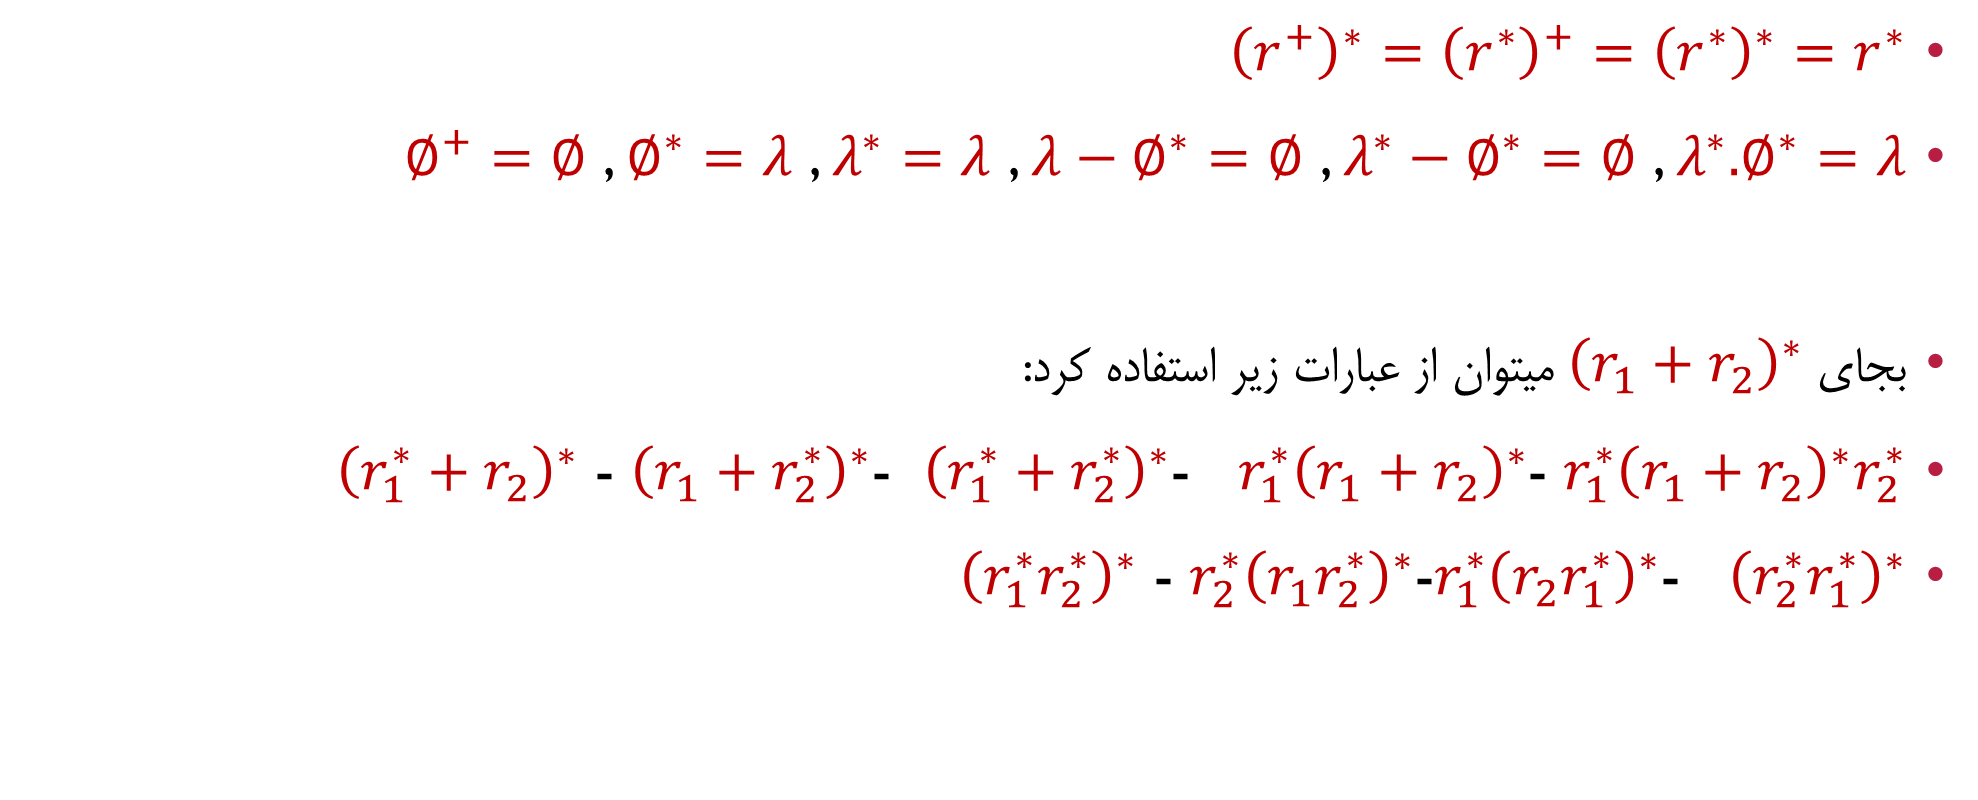 • (r⁺)* = (r*)⁺ = (r*)* = r*
• ∅⁺ = ∅ , ∅* = λ , λ* = λ , λ − ∅* = ∅ , λ* − ∅* = ∅ , λ*.∅* = λ
• بجای (r₁ + r₂)* میتوان از عبارات زیر استفاده کرد:
• (r₁* + r₂)* - (r₁ + r₂*)*- (r₁* + r₂*)*- r₁*(r₁ + r₂)*- r₁*(r₁ + r₂)*r₂*
• (r₁*r₂*)* - r₂*(r₁r₂*)*-r₁*(r₂r₁*)*- (r₂*r₁*)*